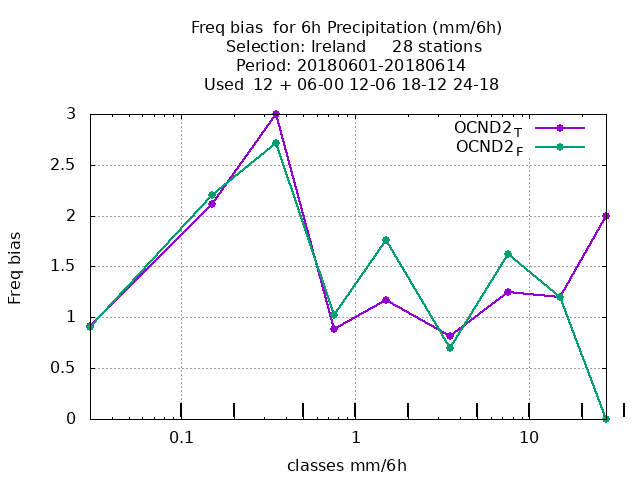 Freq bias  for 6h Precipitation (mm/6h)
Selection: Ireland     28 stations
Period: 20180601-20180614
Used  12 + 06-00 12-06 18-12 24-18
OCND2T
OCND2F
3
2.5
2
1.5
1
0.5
0
Freq bias
0.1
1
10
classes mm/6h